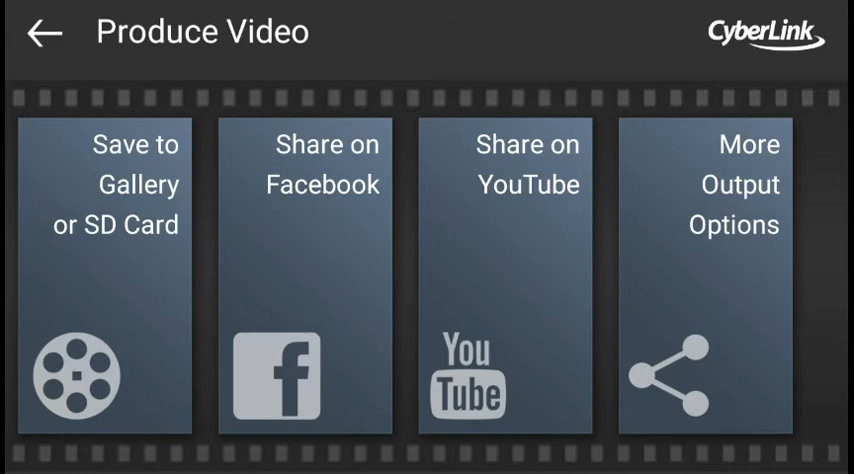 Produce Video
CyberLink
Save to
Gallery
or SD Card
Share on
Facebook
Share on
YouTube
More
Output
Options
f
You
Tube